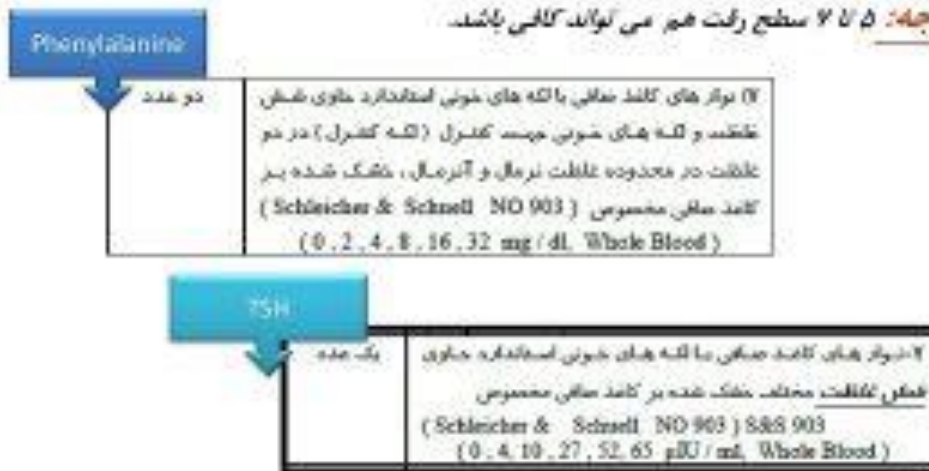 جه: ۵ تا ۷ سطح رقت هم می تواند کافی باشد.
Phenylalanine
دو عدد
۷) نوار های کاغذ صافی با لکه های خونی استاندارد حاوی شش
غلظت و لکه های خونی جهت کنترل (لکه کنترل) در دو
غلظت در محدوده غلظت نرمال و آنرمال، خشک شده بر
کاغذ صافی مخصوص ( Schleicher & Schnell NO 903 )
( 0 , 2 , 4 , 8 , 16 , 32 mg / dl, Whole Blood )
TSH
یک عدد
۷-نوار های کاغذ صافی با لکه های خونی استاندارد حاوی
شش غلظت مختلف خشک شده بر کاغذ صافی مخصوص
( Schleicher & Schnell NO 903 ) S&S 903
( 0 , 4, 10 , 27 , 52, 65 µIU / ml, Whole Blood )